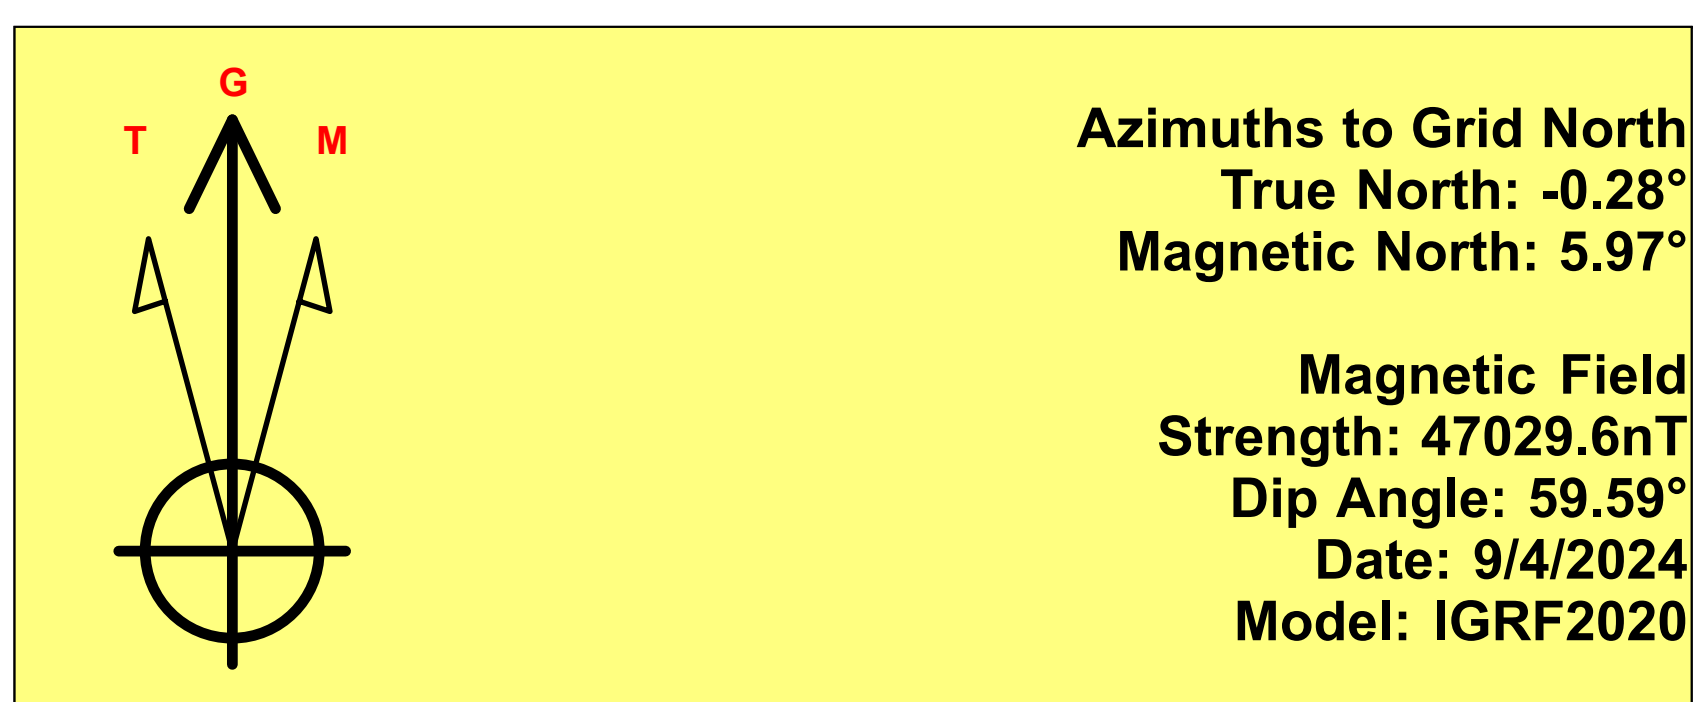 G
T
M
Azimuths to Grid North
True North: -0.28°
Magnetic North: 5.97°
Magnetic Field
Strength: 47029.6nT
Dip Angle: 59.59°
Date: 9/4/2024
Model: IGRF2020